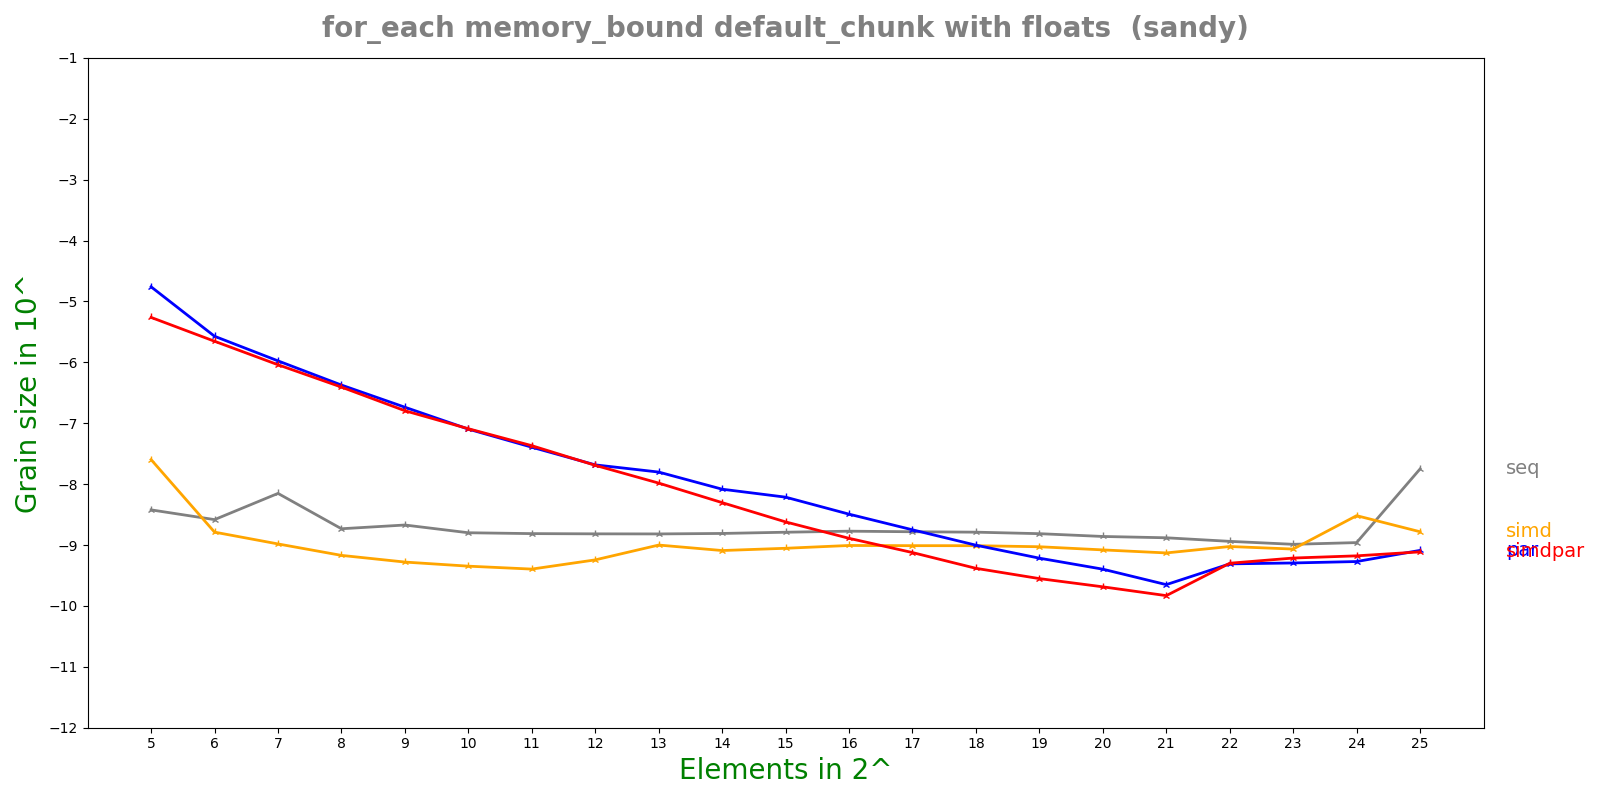 for_each memory_bound default_chunk with floats (sandy)
−1
−2
−3
−4
−5
−6
−7
−8
−9
−10
−11
−12
Grain size in 10^
seq
simd
par
simdpar
5 6 7 8 9 10 11 12 13 14 15 16 17 18 19 20 21 22 23 24 25
Elements in 2^